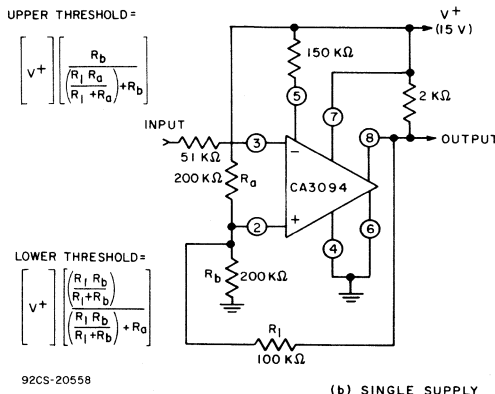 UPPER THRESHOLD =
[V+] [Rb / ((R1 Ra / R1 + Ra) + Rb)]
V+
(15 V)
150 KΩ
5
7
2 KΩ
INPUT
3
8
OUTPUT
51 KΩ
−
200 KΩ
Ra
CA3094
2
+
4
6
LOWER THRESHOLD =
[V+] [(R1 Rb / R1 + Rb) / ((R1 Rb / R1 + Rb) + Ra)]
Rb
200 KΩ
R1
100 KΩ
92CS-20558
(b) SINGLE SUPPLY